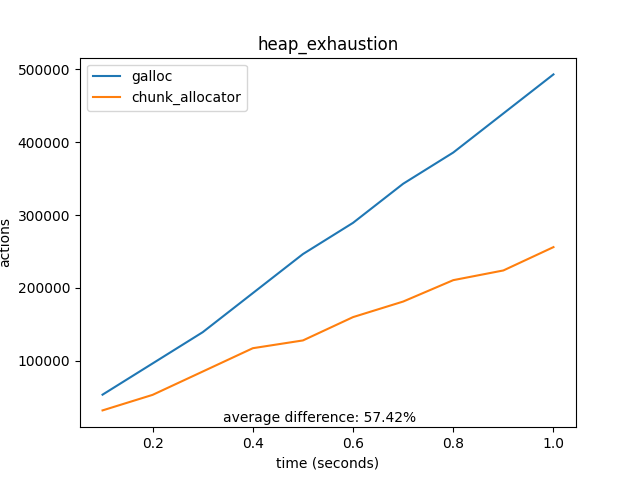 heap_exhaustion
galloc
chunk_allocator
500000
400000
300000
200000
100000
actions
average difference: 57.42%
0.2 0.4 0.6 0.8 1.0
time (seconds)